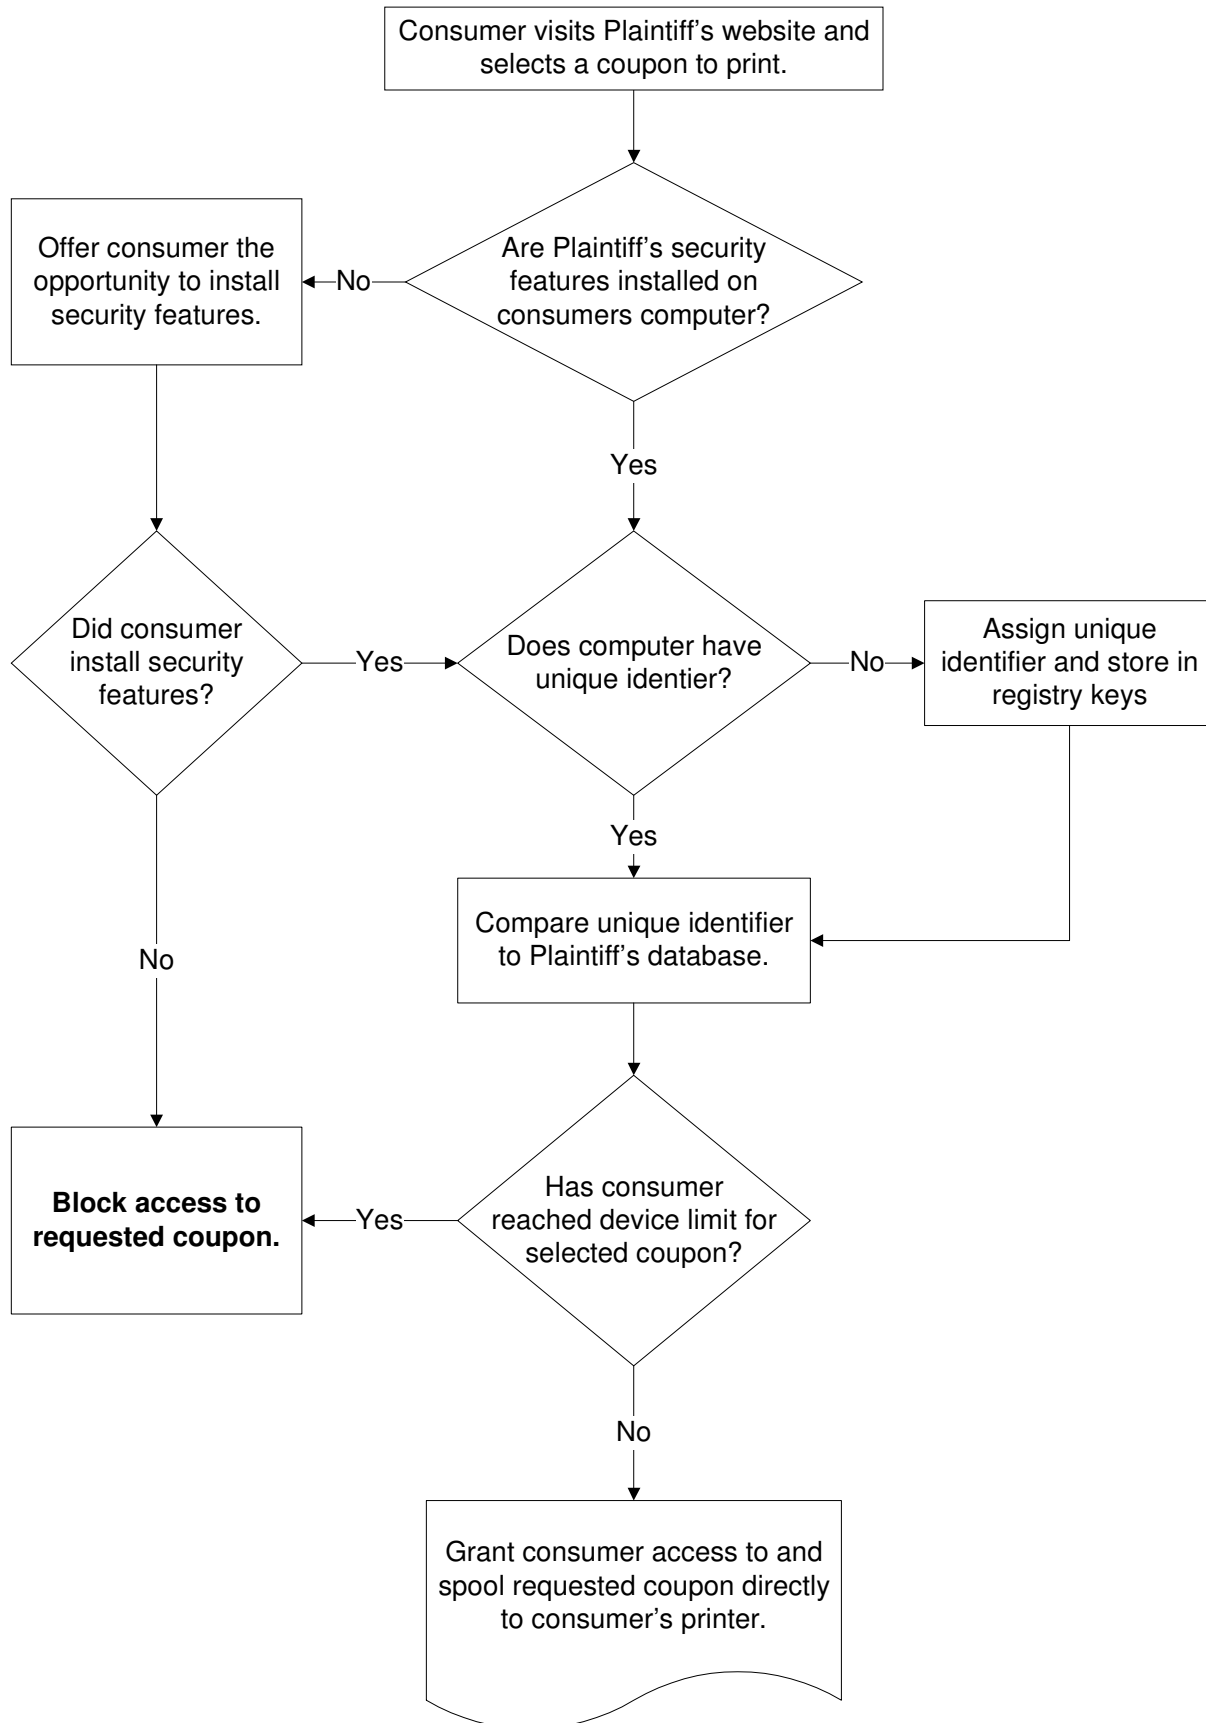 Consumer visits Plaintiff’s website and
selects a coupon to print.
Are Plaintiff’s security
features installed on
consumers computer?
No
Offer consumer the
opportunity to install
security features.
Yes
Did consumer
install security
features?
Yes
Does computer have
unique identier?
No
Assign unique
identifier and store in
registry keys
Yes
Compare unique identifier
to Plaintiff’s database.
No
Block access to
requested coupon.
Yes
Has consumer
reached device limit for
selected coupon?
No
Grant consumer access to and
spool requested coupon directly
to consumer’s printer.